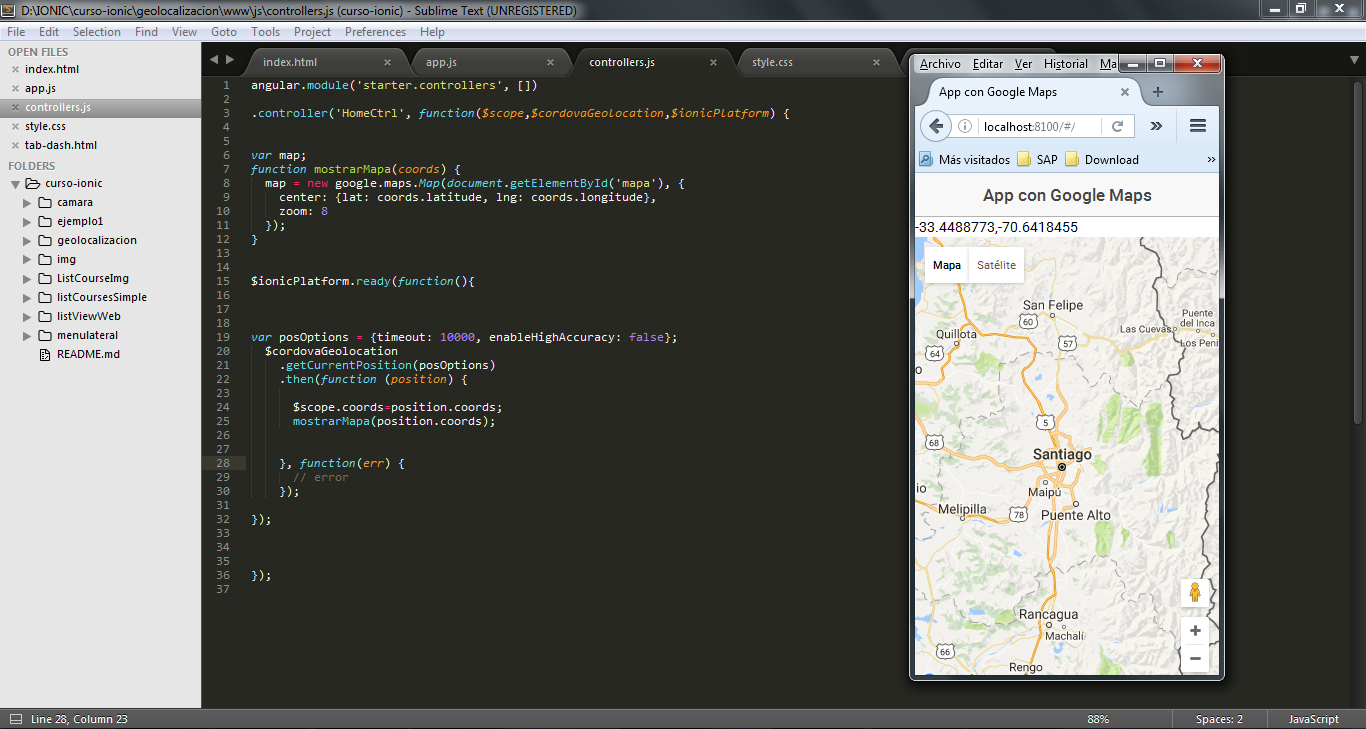 D:\IONIC\curso-ionic\geolocalizacion\www\js\controllers.js (curso-ionic) - Sublime Text (UNREGISTERED)
File Edit Selection Find View Goto Tools Project Preferences Help
OPEN FILES
index.html
app.js
controllers.js
style.css
tab-dash.html
FOLDERS
curso-ionic
camara
ejemplo1
geolocalizacion
img
ListCourseImg
listCoursesSimple
listViewWeb
menulateral
README.md
index.html app.js controllers.js style.css
1 angular.module('starter.controllers', [])
2
3 .controller('HomeCtrl', function($scope,$cordovaGeolocation,$ionicPlatform) {
4
5
6 var map;
7 function mostrarMapa(coords) {
8 map = new google.maps.Map(document.getElementById('mapa'), {
9 center: {lat: coords.latitude, lng: coords.longitude},
10 zoom: 8
11 });
12 }
13
14
15 $ionicPlatform.ready(function(){
16
17
18
19 var posOptions = {timeout: 10000, enableHighAccuracy: false};
20 $cordovaGeolocation
21 .getCurrentPosition(posOptions)
22 .then(function (position) {
23
24 $scope.coords=position.coords;
25 mostrarMapa(position.coords);
26
27
28 }, function(err) {
29 // error
30 });
31
32 });
33
34
35
36 });
37
Archivo Editar Ver Historial Ma
App con Google Maps
localhost:8100/#/
Más visitados SAP Download
App con Google Maps
-33.4488773,-70.6418455
Mapa Satélite
San Felipe
60
Las Cuevas
Puente
del Inca
Quillota
57
Los Peni
64
o
5
68
Santiago
io
Maipú
Melipilla
78
Puente Alto
Rancagua
Machalí
66
Rengo
+
−
Line 28, Column 23
88%
Spaces: 2
JavaScript